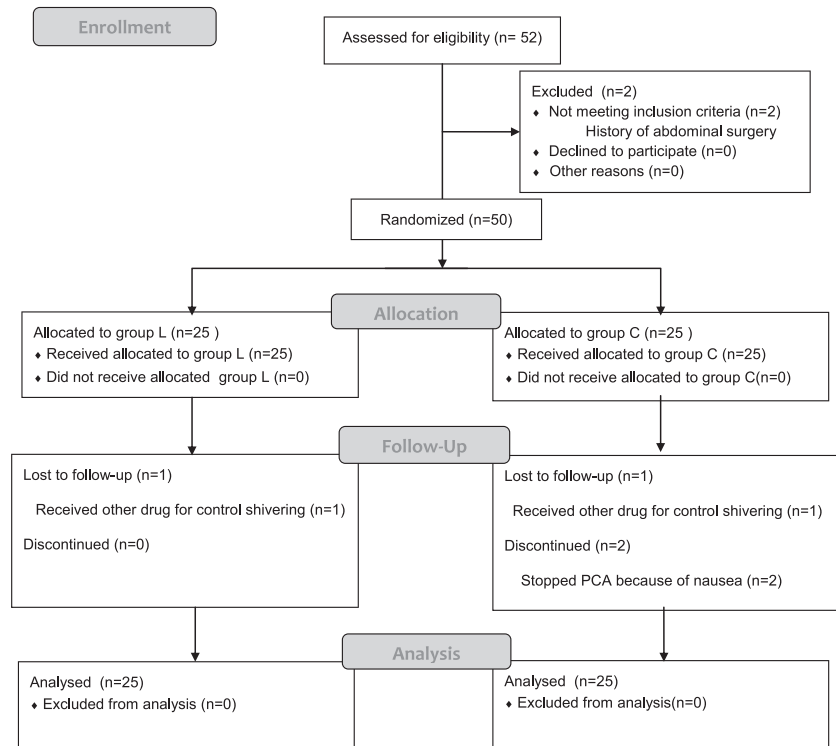 Enrollment
Assessed for eligibility (n= 52)
Excluded (n=2)
♦ Not meeting inclusion criteria (n=2)
History of abdominal surgery
♦ Declined to participate (n=0)
♦ Other reasons (n=0)
Randomized (n=50)
Allocation
Allocated to group L (n=25 )
♦ Received allocated to group L (n=25)
♦ Did not receive allocated group L (n=0)
Allocated to group C (n=25 )
♦ Received allocated to group C (n=25)
♦ Did not receive allocated to group C(n=0)
Follow-Up
Lost to follow-up (n=1)
Received other drug for control shivering (n=1)
Discontinued (n=0)
Lost to follow-up (n=1)
Received other drug for control shivering (n=1)
Discontinued (n=2)
Stopped PCA because of nausea (n=2)
Analysis
Analysed (n=25)
♦ Excluded from analysis (n=0)
Analysed (n=25)
♦ Excluded from analysis(n=0)